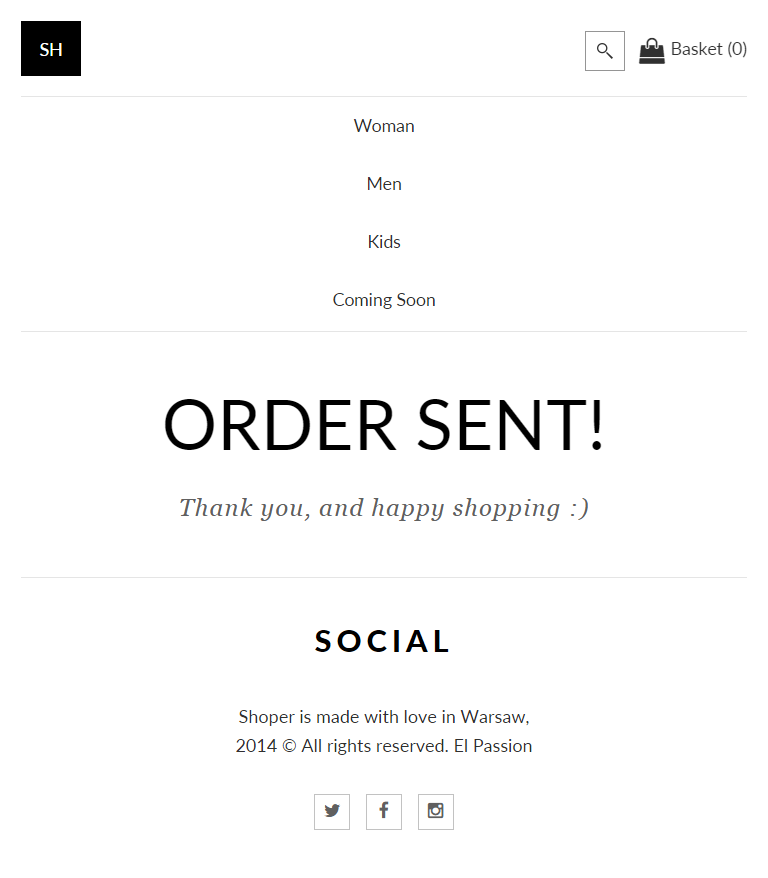 SH
Basket (0)
Woman
Men
Kids
Coming Soon
ORDER SENT!
Thank you, and happy shopping :)
SOCIAL
Shoper is made with love in Warsaw,
2014 © All rights reserved. El Passion